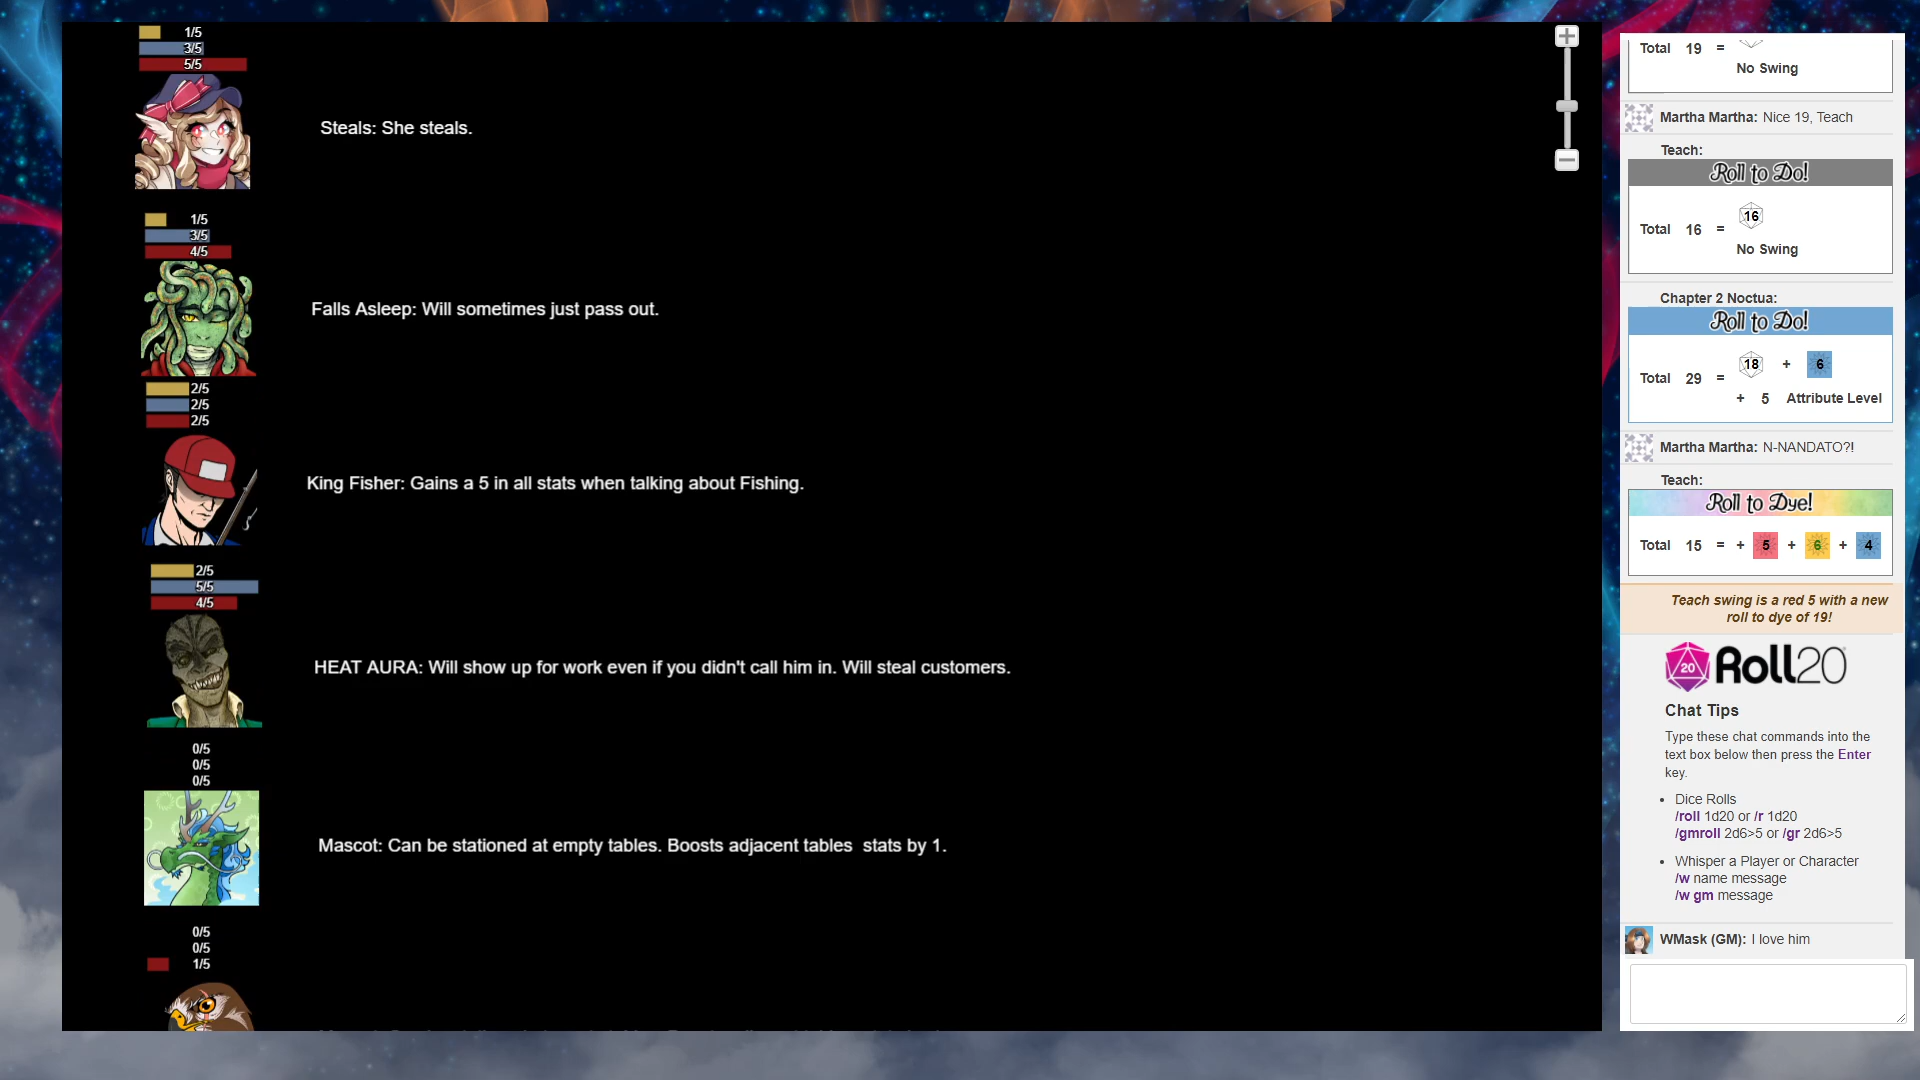 1/5
3/5
5/5
Steals: She steals.
1/5
3/5
4/5
Falls Asleep: Will sometimes just pass out.
2/5
2/5
2/5
King Fisher: Gains a 5 in all stats when talking about Fishing.
2/5
5/5
4/5
HEAT AURA: Will show up for work even if you didn't call him in. Will steal customers.
0/5
0/5
0/5
Mascot: Can be stationed at empty tables. Boosts adjacent tables  stats by 1.
0/5
0/5
1/5
Total 19 =
No Swing
Martha Martha: Nice 19, Teach
Teach:
Roll to Do!
16
Total 16 =
No Swing
Chapter 2 Noctua:
Roll to Do!
18 + 6
Total 29 =
+ 5 Attribute Level
Martha Martha: N-NANDATO?!
Teach:
Roll to Dye!
Total 15 = + 5 + 6 + 4
Teach swing is a red 5 with a new
roll to dye of 19!
20 Roll20
Chat Tips
Type these chat commands into the
text box below then press the Enter
key.
• Dice Rolls
/roll 1d20 or /r 1d20
/gmroll 2d6>5 or /gr 2d6>5
• Whisper a Player or Character
/w name message
/w gm message
WMask (GM): I love him